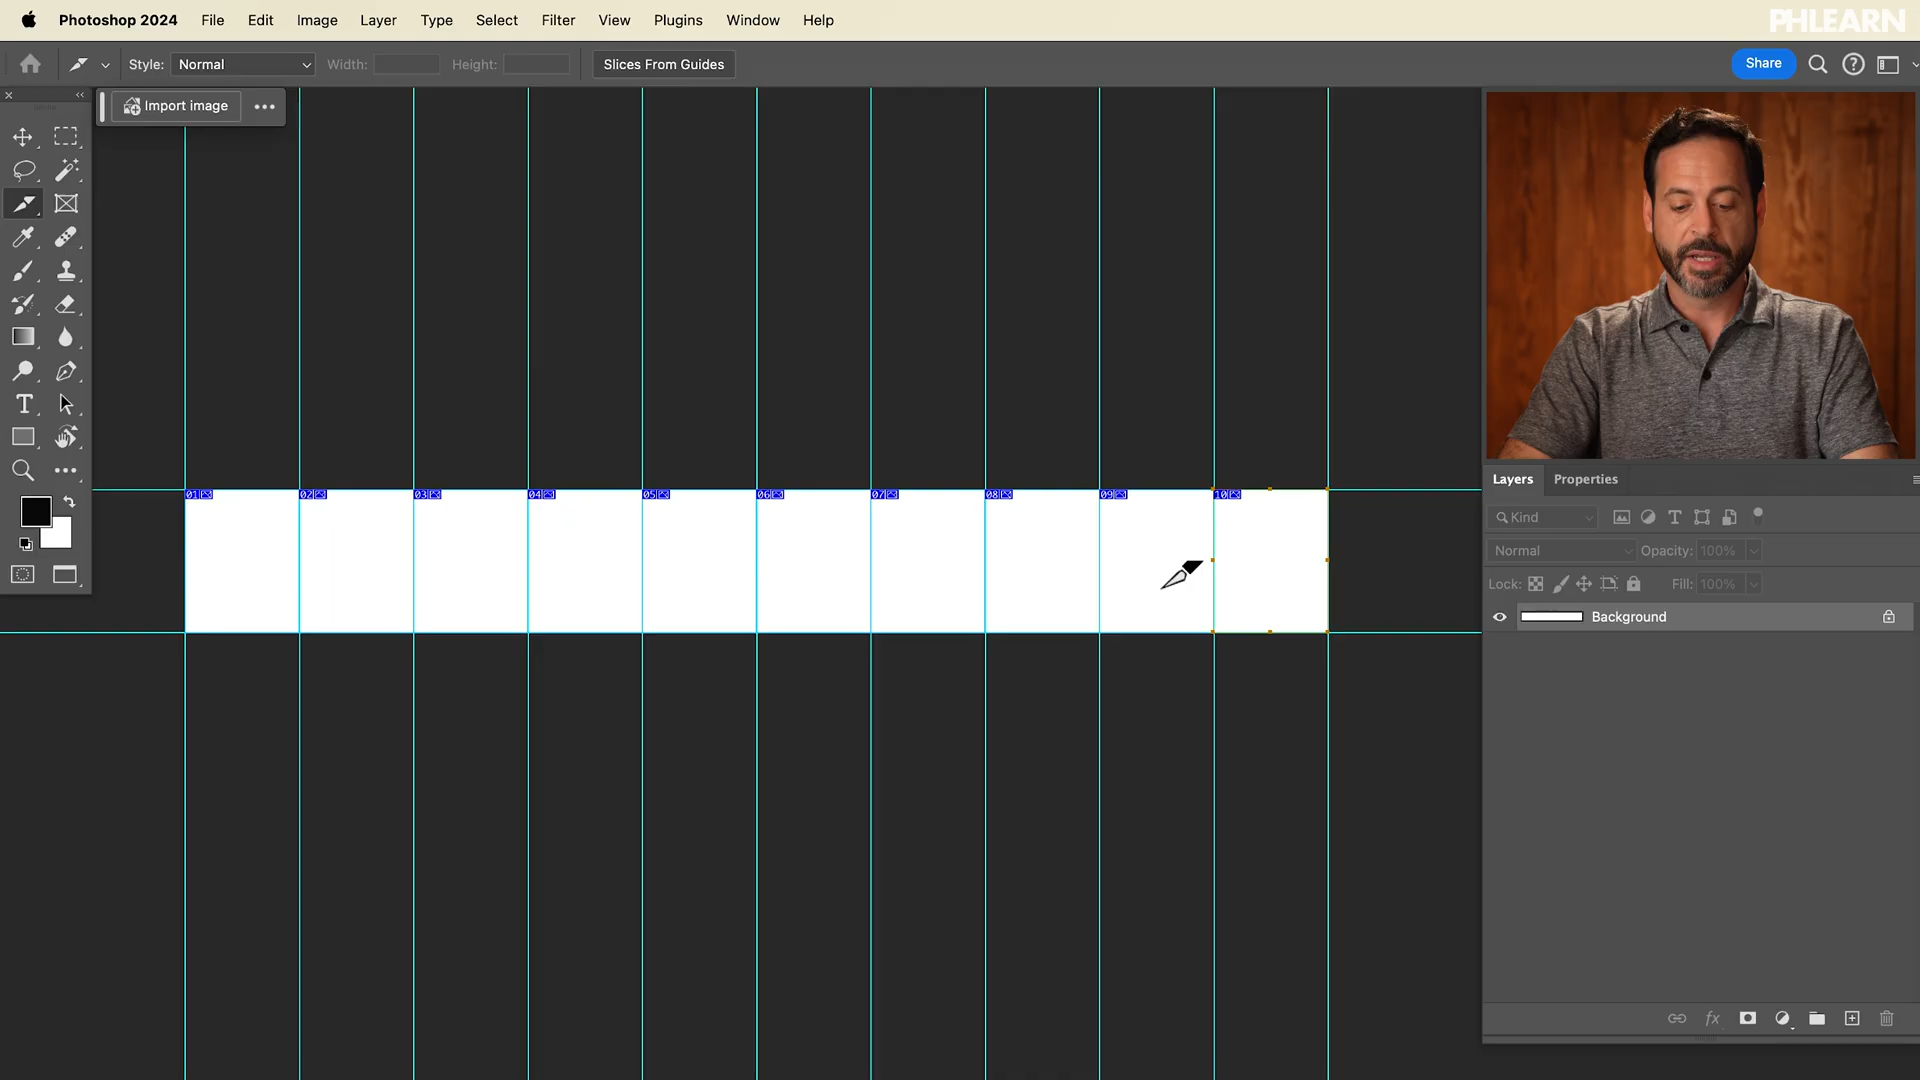 Photoshop 2024 File Edit Image Layer Type Select Filter View Plugins Window Help
PHLEARN
Style: Normal Width: Height: Slices From Guides
Share
Import image
01 02 03 04 05 06 07 08 09 10
Layers Properties
Kind
Normal Opacity: 100%
Lock: Fill: 100%
Background
fx